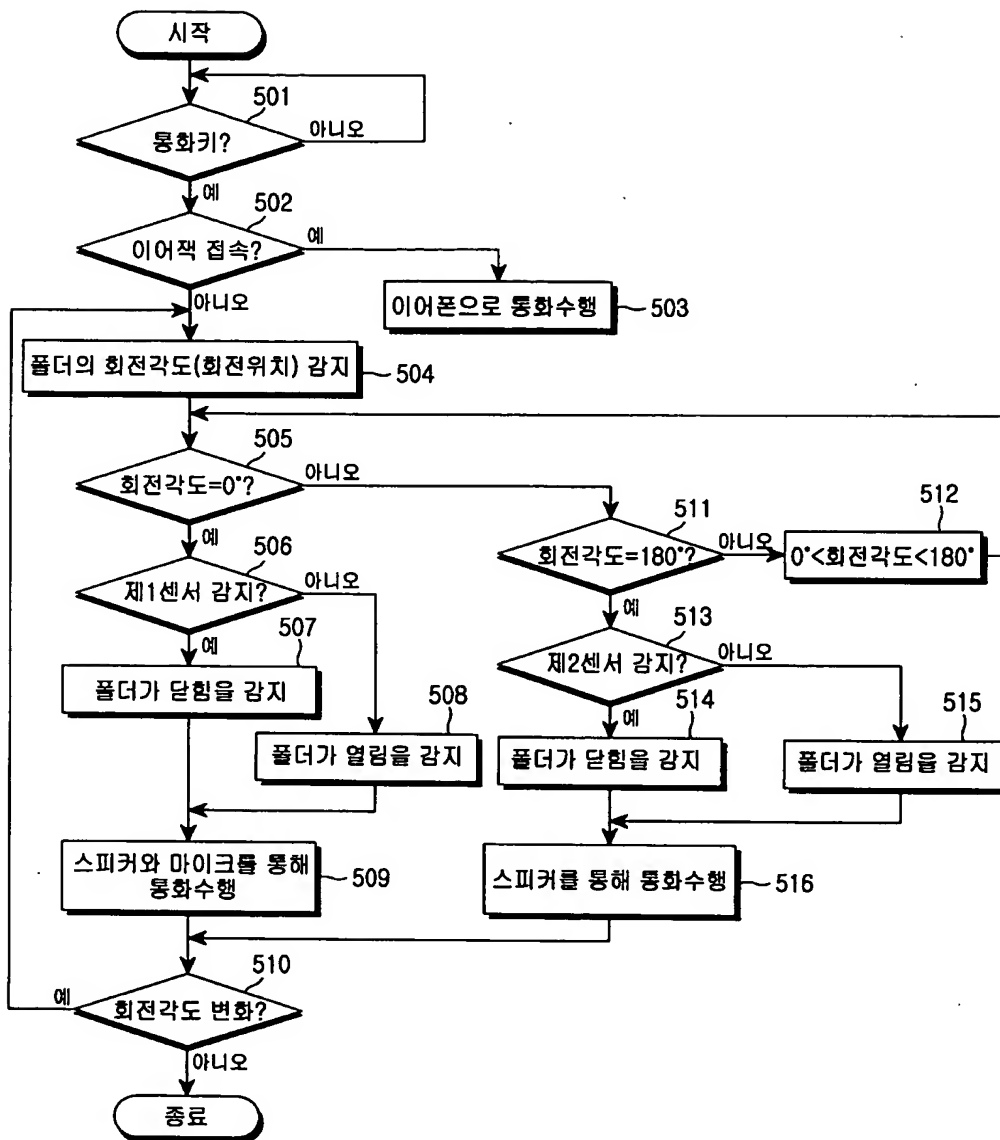 시작
501
통화키?
아니오
예
502
이어잭 접속?
예
아니오
이어폰으로 통화수행
503
폴더의 회전각도(회전위치) 감지
504
505
회전각도=0°?
아니오
예
511
회전각도=180°?
아니오
예
512
0°<회전각도<180°
506
제1센서 감지?
아니오
예
507
폴더가 닫힘을 감지
508
폴더가 열림을 감지
513
제2센서 감지?
아니오
예
514
폴더가 닫힘을 감지
515
폴더가 열림을 감지
스피커와 마이크를 통해
통화수행
509
스피커를 통해 통화수행
516
510
회전각도 변화?
예
아니오
종료